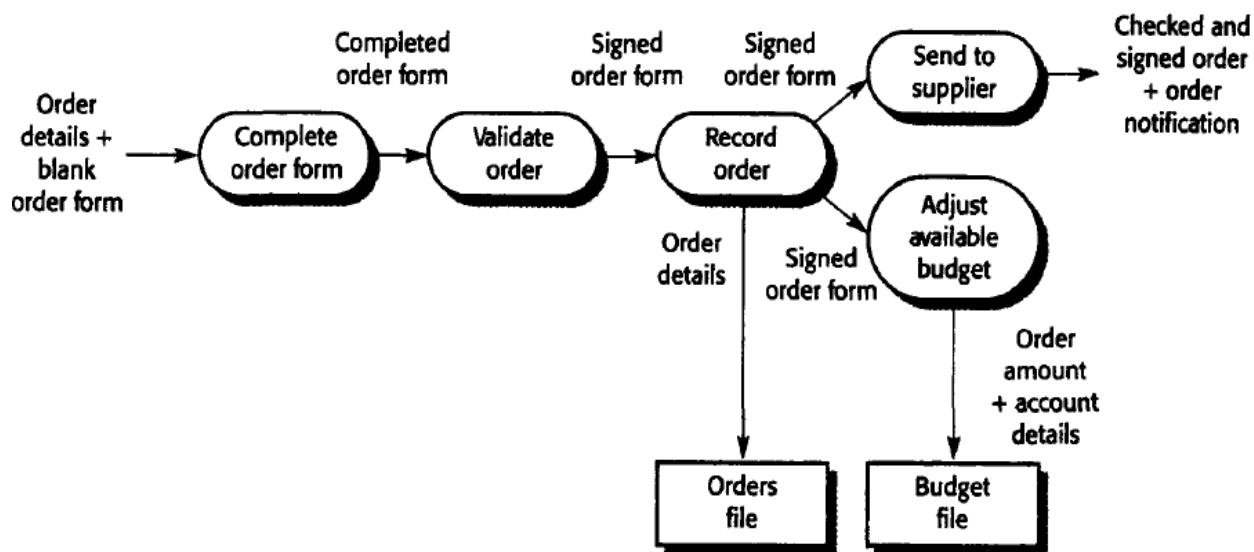 Order
details +
blank
order form
Complete
order form
Completed
order form
Validate
order
Signed
order form
Record
order
Signed
order form
Send to
supplier
Checked and
signed order
+ order
notification
Order
details
Signed
order form
Adjust
available
budget
Order
amount
+ account
details
Orders
file
Budget
file